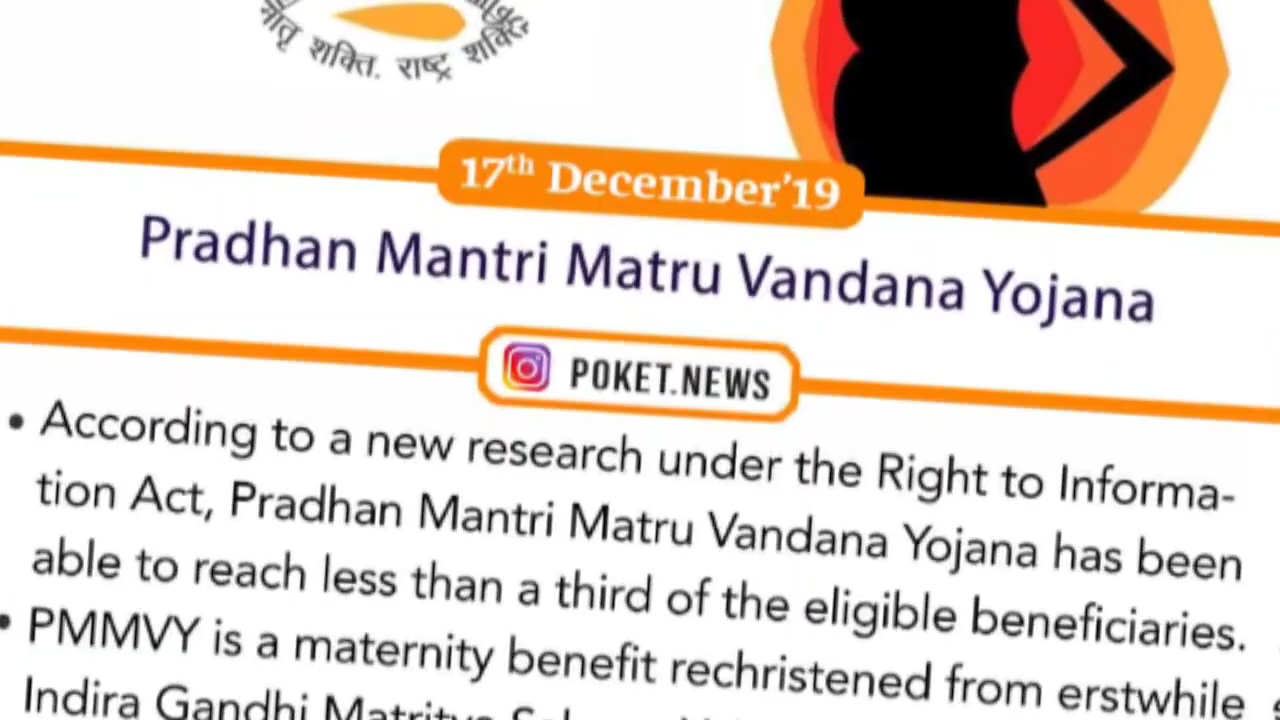 मातृ शक्ति. राष्ट्र शक्ति
17th December'19
Pradhan Mantri Matru Vandana Yojana
POKET.NEWS
• According to a new research under the Right to Informa-
tion Act, Pradhan Mantri Matru Vandana Yojana has been
able to reach less than a third of the eligible beneficiaries.
• PMMVY is a maternity benefit rechristened from erstwhile
Indira Gandhi Matritva